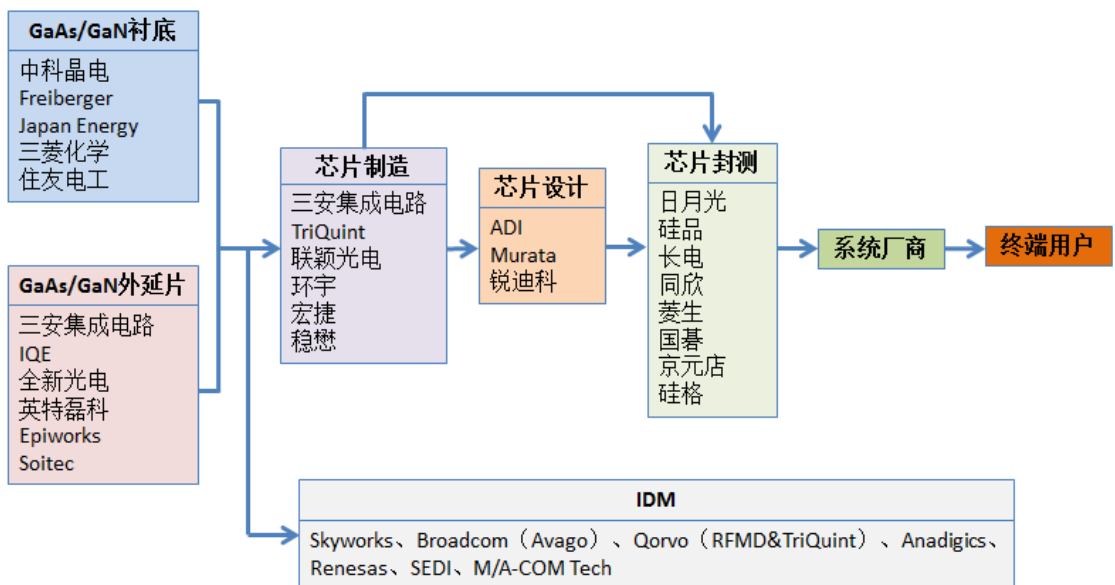 GaAs/GaN衬底
中科晶电
Freiberger
Japan Energy
三菱化学
住友电工
GaAs/GaN外延片
三安集成电路
IQE
全新光电
英特磊科
Epiworks
Soitec
芯片制造
三安集成电路
TriQuint
联颖光电
环宇
宏捷
稳懋
芯片设计
ADI
Murata
锐迪科
芯片封测
日月光
硅品
长电
同欣
菱生
国碁
京元店
硅格
系统厂商
终端用户
IDM
Skyworks、Broadcom（Avago）、Qorvo（RFMD&TriQuint）、Anadigics、
Renesas、SEDI、M/A-COM Tech